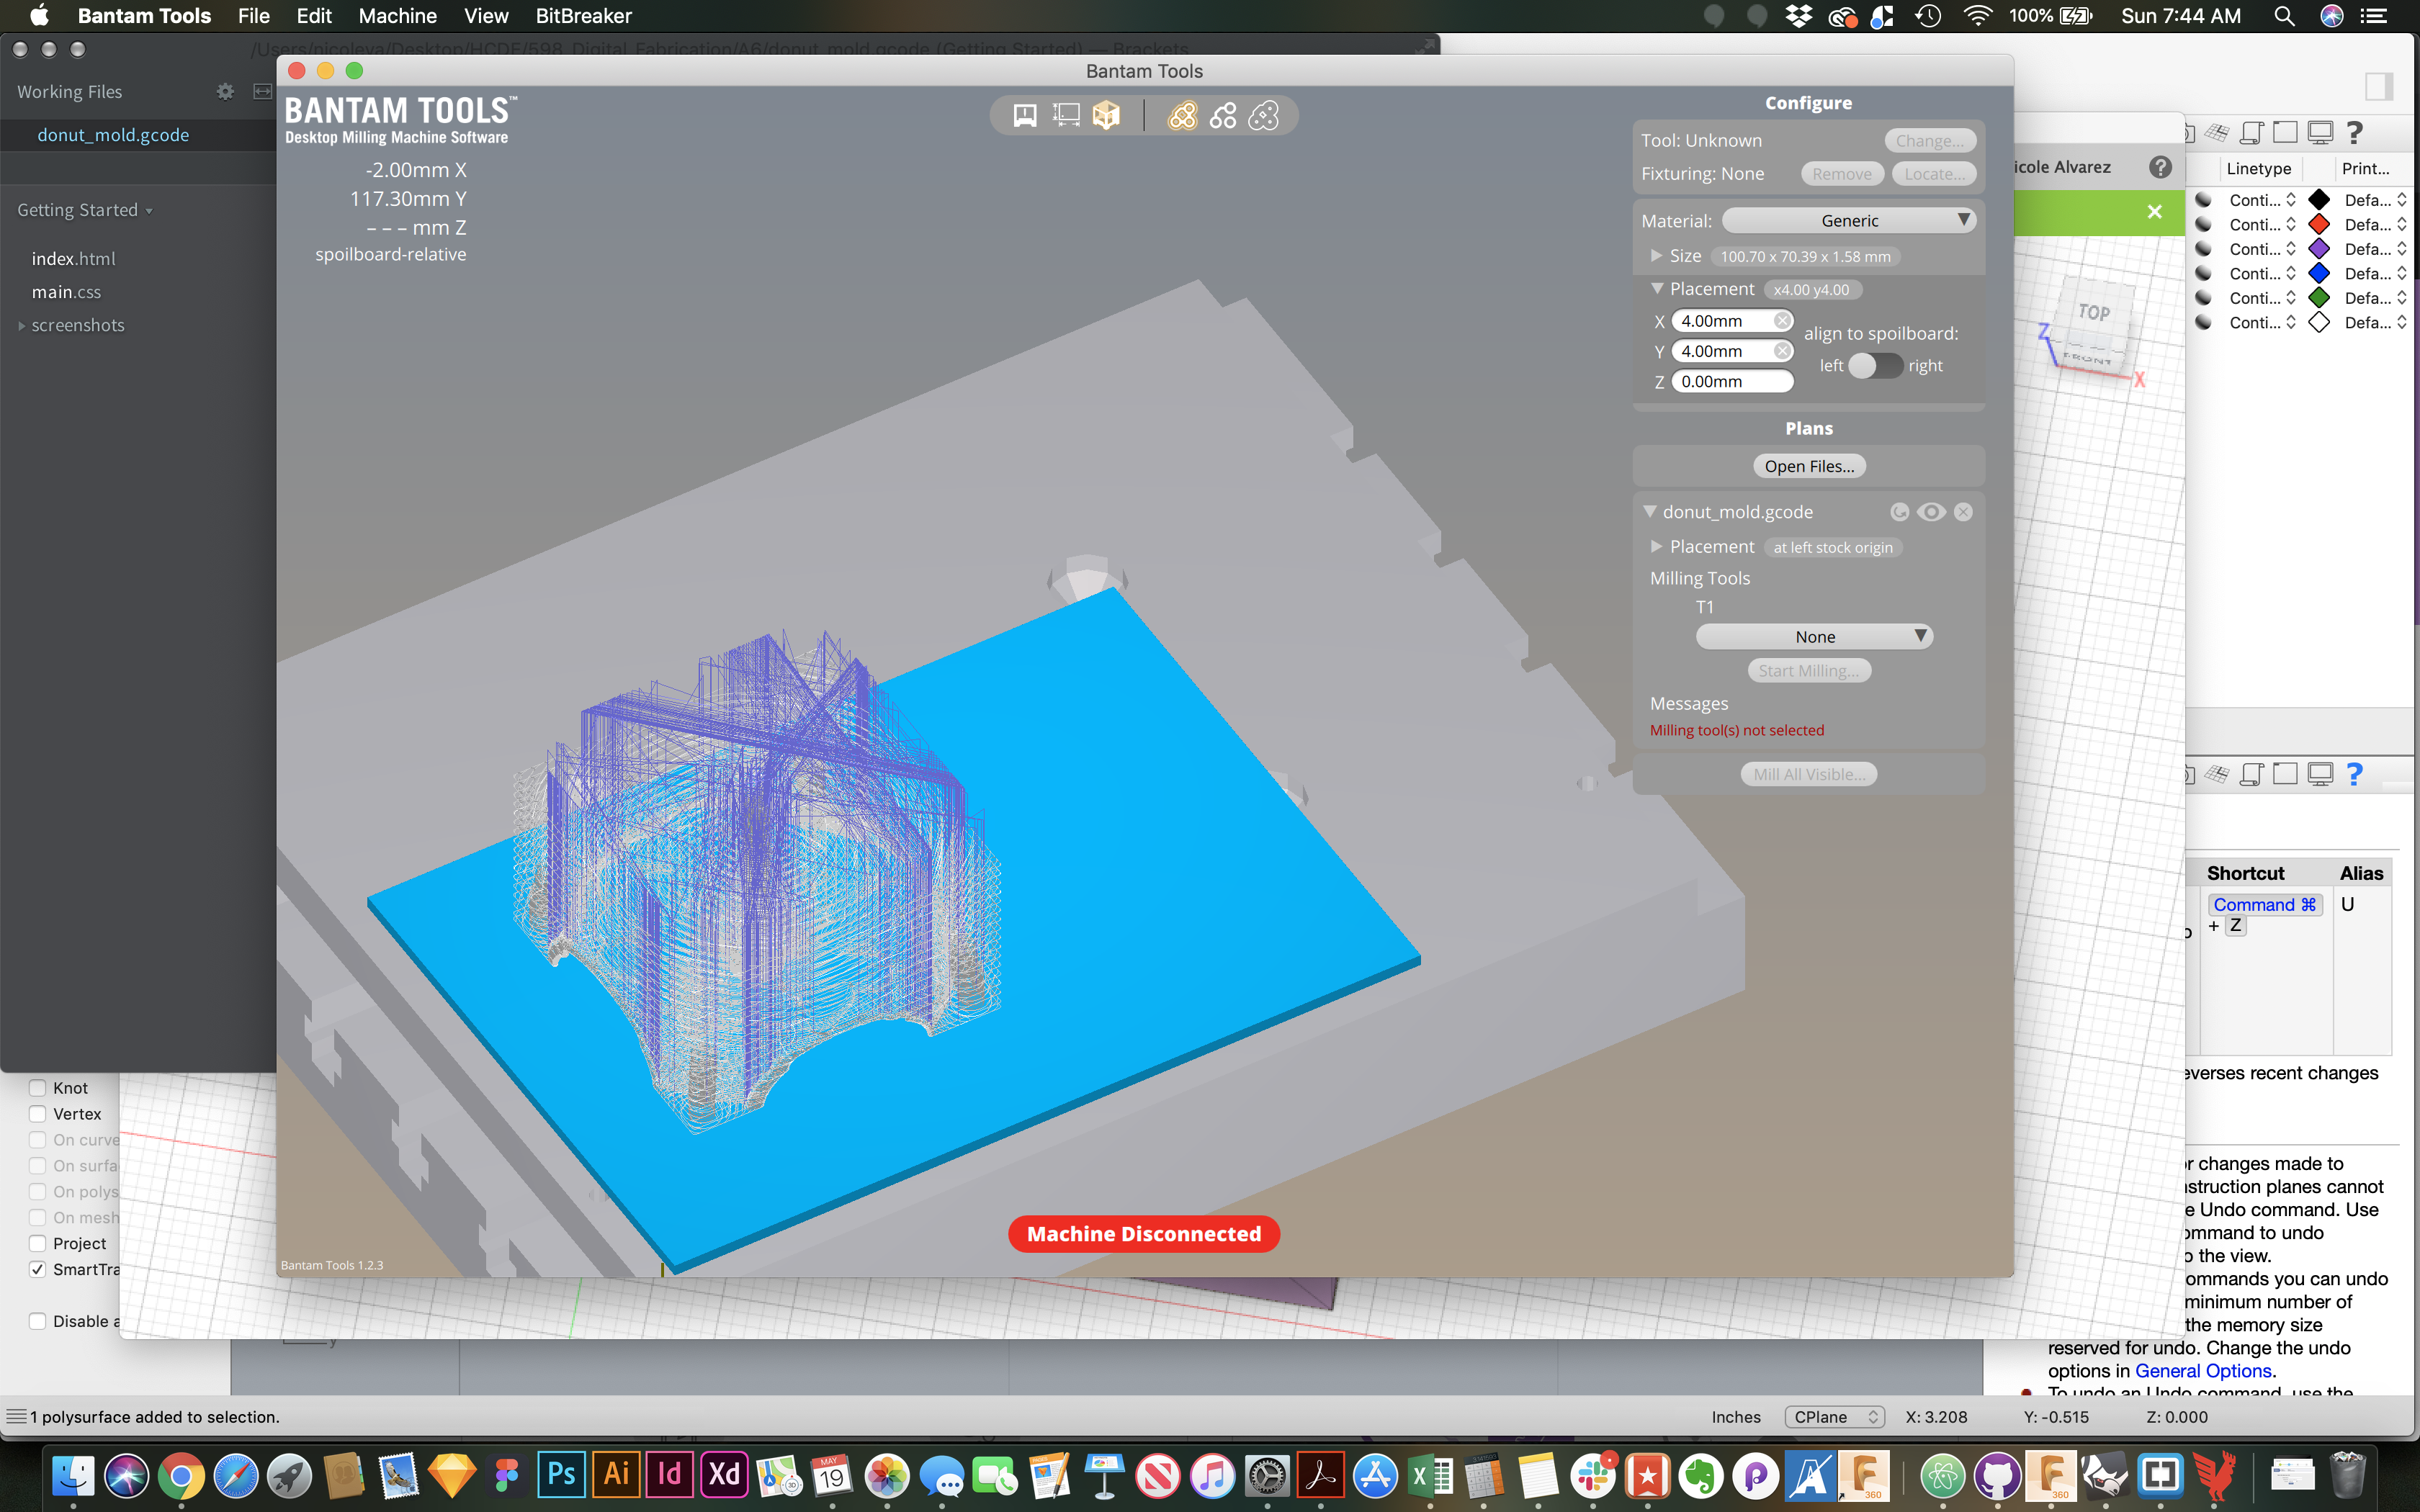 Bantam Tools File Edit Machine View BitBreaker
100% Sun 7:44 AM
/Users/nicoleva/Desktop/HCDE/598_Digital_Fabrication/A6/donut_mold.gcode (Getting Started) — Brackets
Working Files
donut_mold.gcode
Getting Started
index.html
main.css
screenshots
Bantam Tools
BANTAM TOOLS™
Desktop Milling Machine Software
-2.00mm X
117.30mm Y
– – – mm Z
spoilboard-relative
Configure
Tool: Unknown Change...
Fixturing: None Remove Locate...
Material: Generic
Size 100.70 x 70.39 x 1.58 mm
Placement x4.00 y4.00
X 4.00mm
Y 4.00mm
Z 0.00mm
align to spoilboard:
left right
Plans
Open Files...
donut_mold.gcode
Placement at left stock origin
Milling Tools
T1
None
Start Milling...
Messages
Milling tool(s) not selected
Mill All Visible...
Machine Disconnected
Bantam Tools 1.2.3
icole Alvarez
TOP
FRONT
Z
X
Linetype Print...
Conti... Defa...
Conti... Defa...
Conti... Defa...
Conti... Defa...
Conti... Defa...
Conti... Defa...
Shortcut Alias
Command ⌘ U
+ Z
everses recent changes
r changes made to
nstruction planes cannot
e Undo command. Use
ommand to undo
o the view.
ommands you can undo
minimum number of
the memory size
reserved for undo. Change the undo
options in General Options.
To undo an Undo command, use the
Knot
Vertex
On curve
On surfa
On polys
On mesh
Project
SmartTra
Disable a
y
1 polysurface added to selection.
Inches CPlane X: 3.208 Y: -0.515 Z: 0.000
Ps Ai Id Xd
MAY
19
360
360